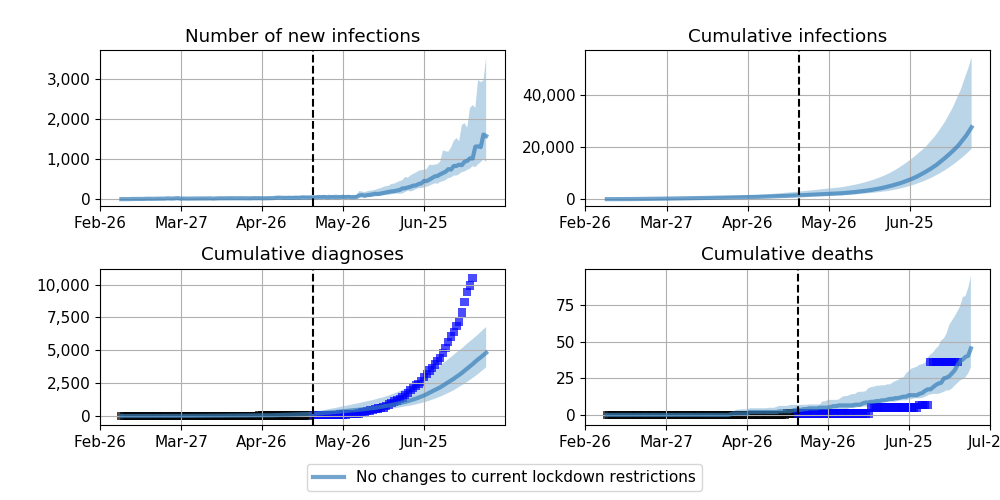 Number of new infections
3,000
2,000
1,000
0
Feb-26 Mar-27 Apr-26 May-26 Jun-25
Cumulative infections
40,000
20,000
0
Feb-26 Mar-27 Apr-26 May-26 Jun-25
Cumulative diagnoses
10,000
7,500
5,000
2,500
0
Feb-26 Mar-27 Apr-26 May-26 Jun-25
Cumulative deaths
75
50
25
0
Feb-26 Mar-27 Apr-26 May-26 Jun-25 Jul-2
No changes to current lockdown restrictions